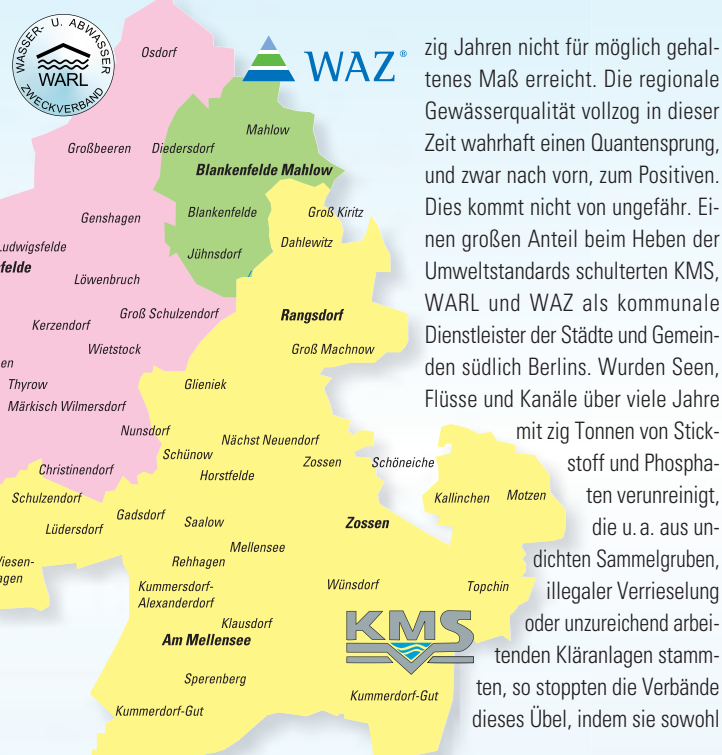 WASSER- U. ABWASSER
WARL
ZWECKVERBAND
WAZ®
Osdorf
Mahlow
Großbeeren
Diedersdorf
Blankenfelde Mahlow
Genshagen
Blankenfelde
Groß Kiritz
Ludwigsfelde
Jühnsdorf
Dahlewitz
felde
Löwenbruch
Kerzendorf
Groß Schulzendorf
Rangsdorf
Wietstock
Groß Machnow
en
Thyrow
Glieniek
Märkisch Wilmersdorf
Nunsdorf
Nächst Neuendorf
Christinendorf
Schünow
Zossen
Schöneiche
Horstfelde
Schulzendorf
Kallinchen
Motzen
Gadsdorf
Saalow
Zossen
Lüdersdorf
Mellensee
Wiesen-
hagen
Rehhagen
Kummersdorf-
Alexanderdorf
Wünsdorf
Topchin
Klausdorf
Am Mellensee
KMS
Sperenberg
Kummerdorf-Gut
Kummerdorf-Gut
zig Jahren nicht für möglich gehal-
tenes Maß erreicht. Die regionale
Gewässerqualität vollzog in dieser
Zeit wahrhaft einen Quantensprung,
und zwar nach vorn, zum Positiven.
Dies kommt nicht von ungefähr. Ei-
nen großen Anteil beim Heben der
Umweltstandards schulterten KMS,
WARL und WAZ als kommunale
Dienstleister der Städte und Gemein-
den südlich Berlins. Wurden Seen,
Flüsse und Kanäle über viele Jahre
mit zig Tonnen von Stick-
stoff und Phospha-
ten verunreinigt,
die u. a. aus un-
dichten Sammelgruben,
illegaler Verrieselung
oder unzureichend arbei-
tenden Kläranlagen stamm-
ten, so stoppten die Verbände
dieses Übel, indem sie sowohl